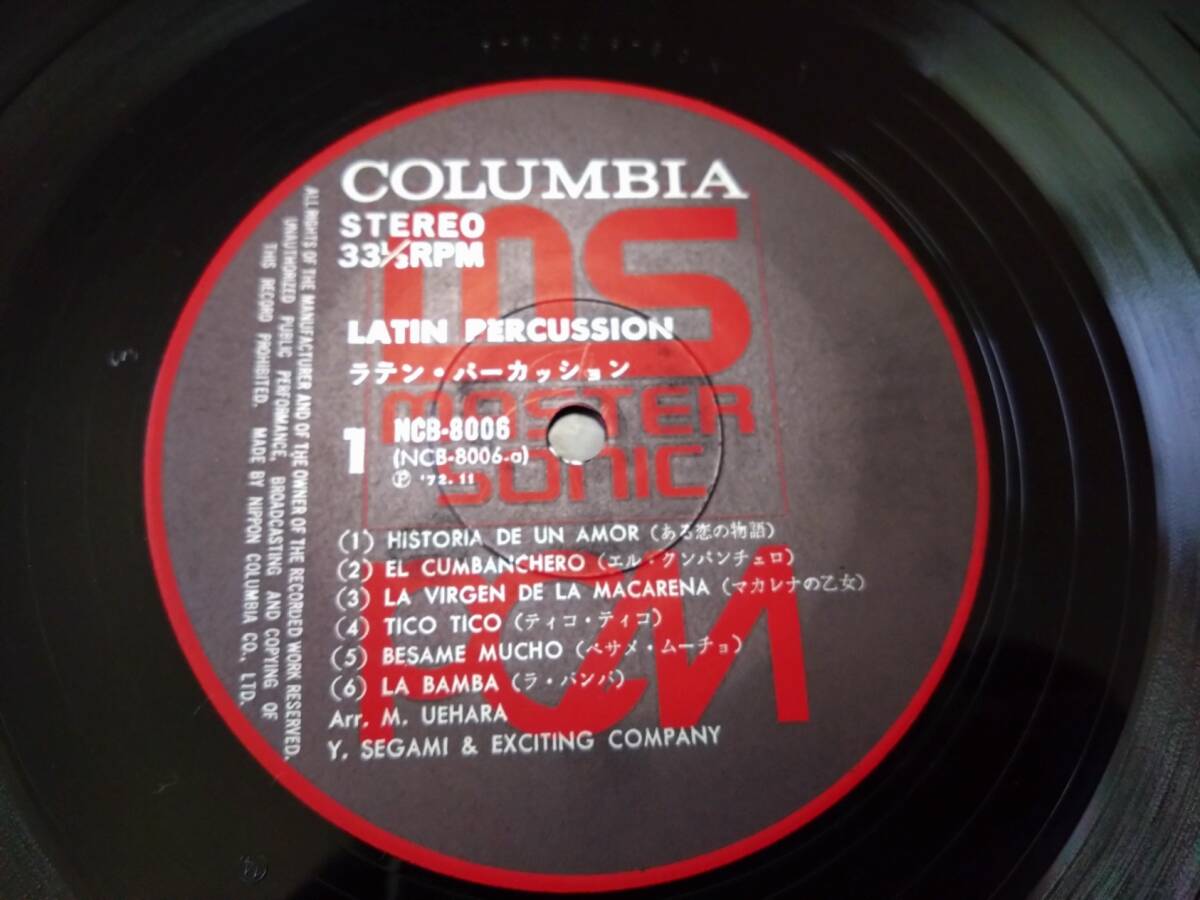 COLUMBIA
STEREO
33⅓RPM
MS
MASTER
SONIC
PCM
LATIN PERCUSSION
ラテン・パーカッション
1
NCB-8006
(NCB-8006-a)
Ⓟ '72.11
(1) HISTORIA DE UN AMOR (ある恋の物語)
(2) EL CUMBANCHERO (エル・クンバンチェロ)
(3) LA VIRGEN DE LA MACARENA (マカレナの乙女)
(4) TICO TICO (ティコ・ティコ)
(5) BESAME MUCHO (ベサメ・ムーチョ)
(6) LA BAMBA (ラ・バンバ)
Arr. M. UEHARA
Y. SEGAMI & EXCITING COMPANY
ALL RIGHTS OF THE MANUFACTURER AND OF THE OWNER OF THE RECORDED WORK RESERVED.
UNAUTHORIZED PUBLIC PERFORMANCE, BROADCASTING AND COPYING OF
THIS RECORD PROHIBITED. MADE BY NIPPON COLUMBIA CO., LTD.